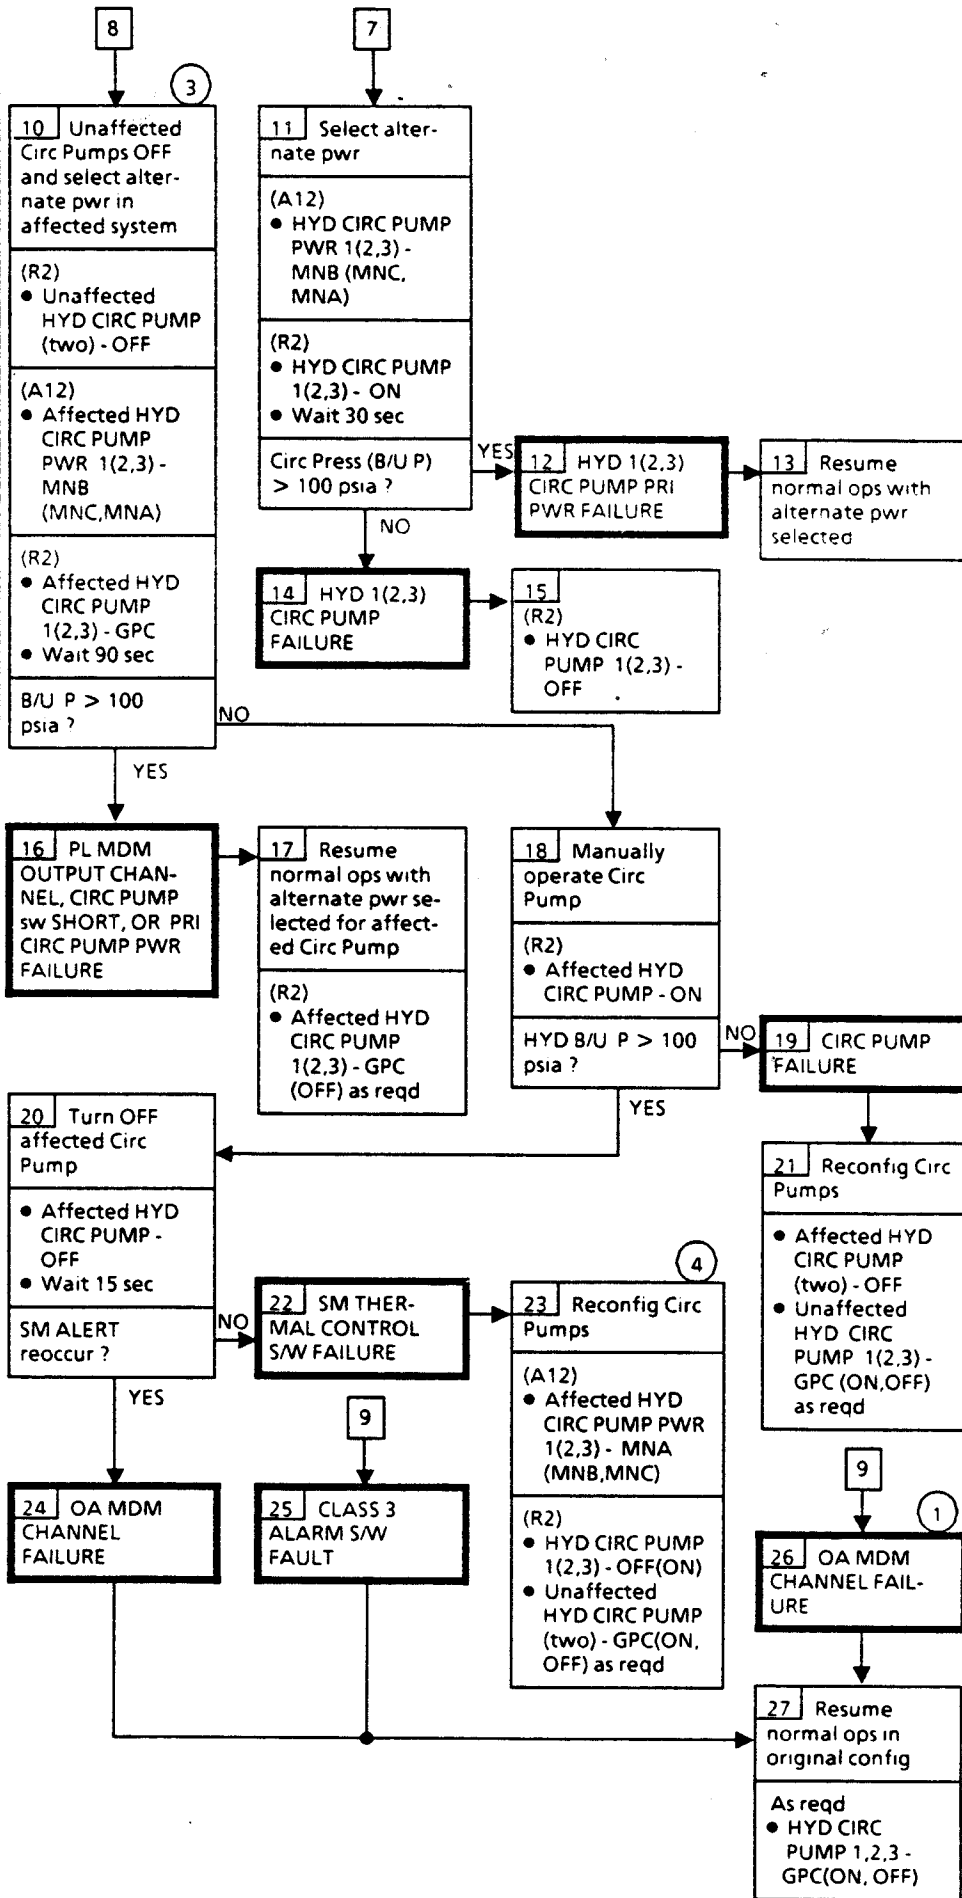 8
7
3
10 Unaffected
Circ Pumps OFF
and select alter-
nate pwr in
affected system
(R2)
● Unaffected
HYD CIRC PUMP
(two) - OFF
(A12)
● Affected HYD
CIRC PUMP
PWR 1(2,3) -
MNB
(MNC,MNA)
(R2)
● Affected HYD
CIRC PUMP
1(2,3) - GPC
● Wait 90 sec
B/U P > 100
psia ?
NO
YES
11 Select alter-
nate pwr
(A12)
● HYD CIRC PUMP
PWR 1(2,3) -
MNB (MNC,
MNA)
(R2)
● HYD CIRC PUMP
1(2,3) - ON
● Wait 30 sec
Circ Press (B/U P)
> 100 psia ?
YES
NO
12 HYD 1(2,3)
CIRC PUMP PRI
PWR FAILURE
13 Resume
normal ops with
alternate pwr
selected
14 HYD 1(2,3)
CIRC PUMP
FAILURE
15
(R2)
● HYD CIRC
PUMP 1(2,3) -
OFF
16 PL MDM
OUTPUT CHAN-
NEL, CIRC PUMP
sw SHORT, OR PRI
CIRC PUMP PWR
FAILURE
17 Resume
normal ops with
alternate pwr se-
lected for affect-
ed Circ Pump
(R2)
● Affected HYD
CIRC PUMP
1(2,3) - GPC
(OFF) as reqd
18 Manually
operate Circ
Pump
(R2)
● Affected HYD
CIRC PUMP - ON
HYD B/U P > 100
psia ?
NO
YES
19 CIRC PUMP
FAILURE
20 Turn OFF
affected Circ
Pump
● Affected HYD
CIRC PUMP -
OFF
● Wait 15 sec
SM ALERT
reoccur ?
NO
YES
21 Reconfig Circ
Pumps
● Affected HYD
CIRC PUMP
(two) - OFF
● Unaffected
HYD CIRC
PUMP 1(2,3) -
GPC (ON,OFF)
as reqd
22 SM THER-
MAL CONTROL
S/W FAILURE
4
23 Reconfig Circ
Pumps
(A12)
● Affected HYD
CIRC PUMP PWR
1(2,3) - MNA
(MNB,MNC)
(R2)
● HYD CIRC PUMP
1(2,3) - OFF(ON)
● Unaffected
HYD CIRC PUMP
(two) - GPC(ON,
OFF) as reqd
24 OA MDM
CHANNEL
FAILURE
9
25 CLASS 3
ALARM S/W
FAULT
9
1
26 OA MDM
CHANNEL FAIL-
URE
27 Resume
normal ops in
original config
As reqd
● HYD CIRC
PUMP 1,2,3 -
GPC(ON, OFF)